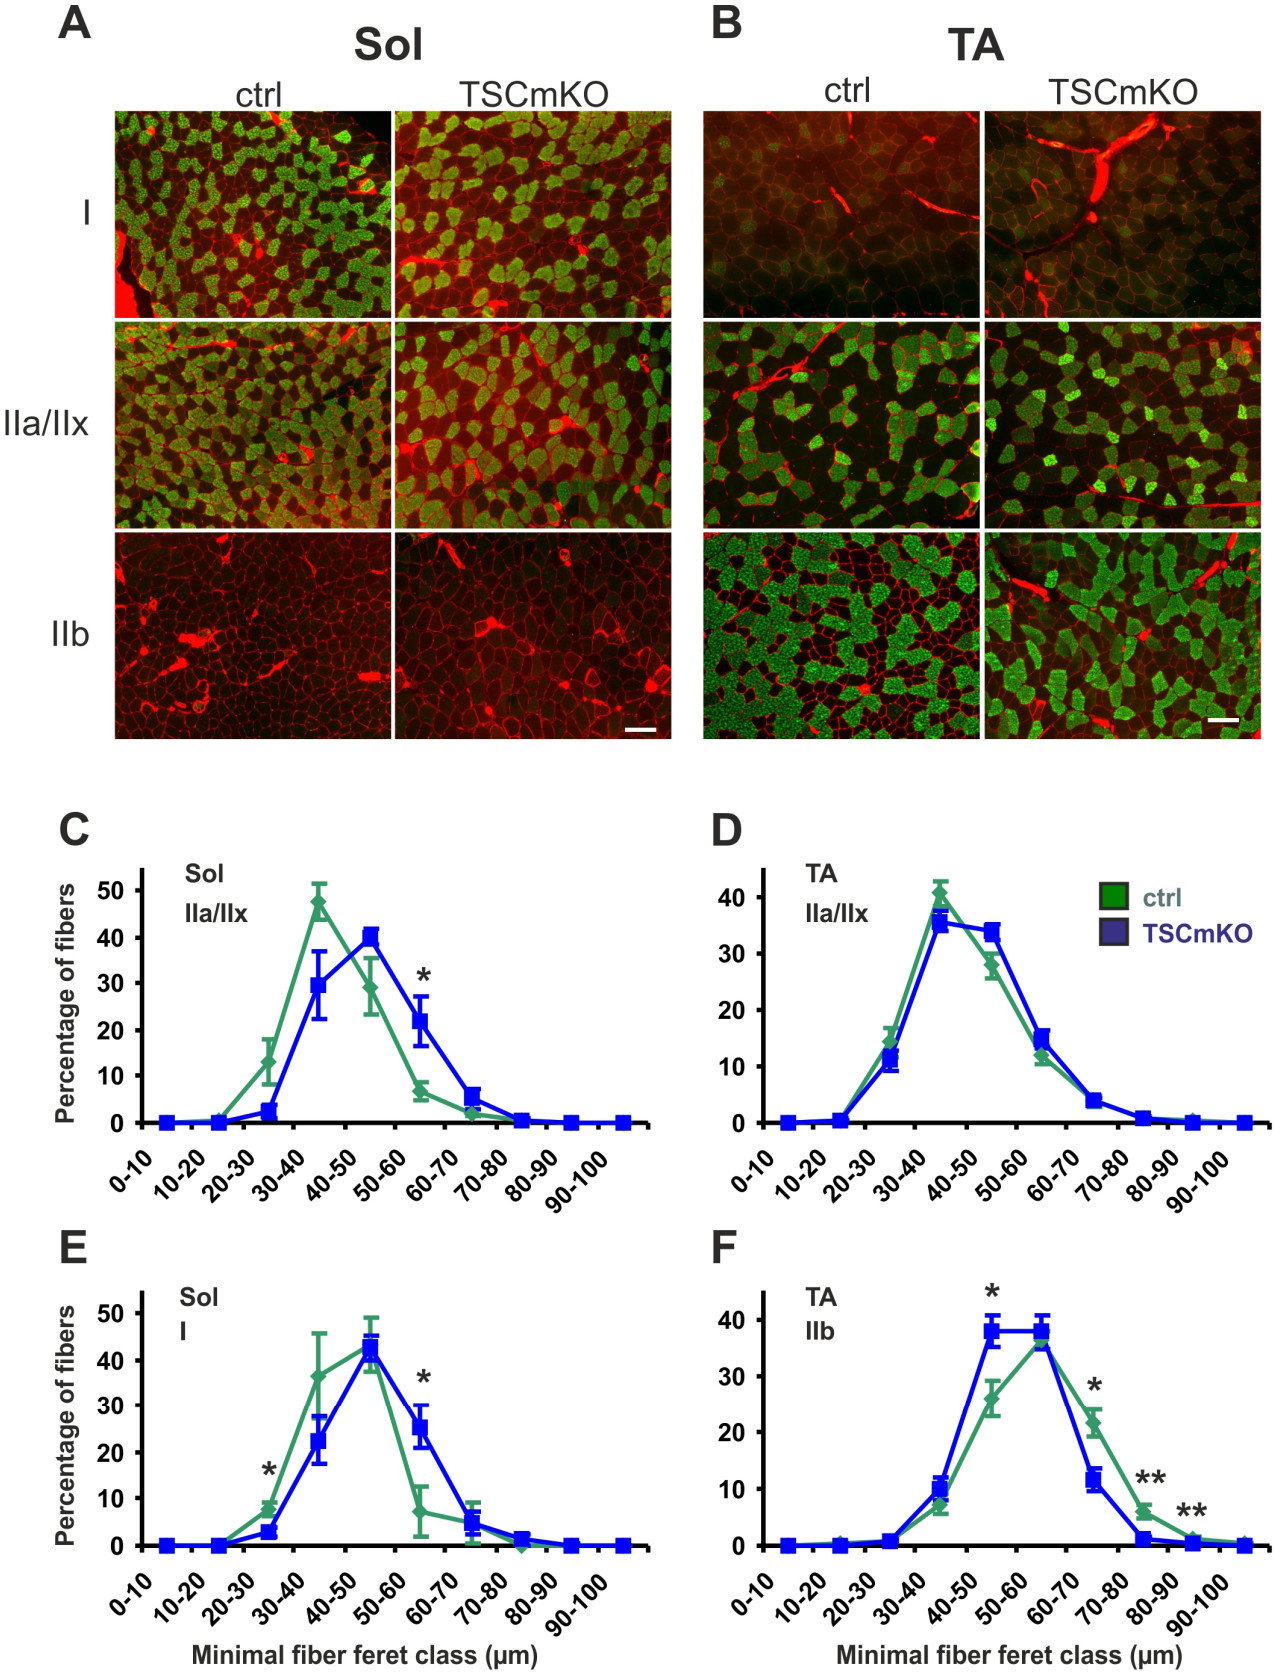 A
Sol
ctrl
TSCmKO
B
TA
ctrl
TSCmKO
I
IIa/IIx
IIb
C
Sol
IIa/IIx
Percentage of fibers
50
40
30
20
10
0
0-10
10-20
20-30
30-40
40-50
50-60
60-70
70-80
80-90
90-100
*
D
TA
IIa/IIx
ctrl
TSCmKO
40
30
20
10
0
0-10
10-20
20-30
30-40
40-50
50-60
60-70
70-80
80-90
90-100
E
Sol
I
Percentage of fibers
50
40
30
20
10
0
*
*
0-10
10-20
20-30
30-40
40-50
50-60
60-70
70-80
80-90
90-100
Minimal fiber feret class (µm)
F
TA
IIb
40
30
20
10
0
*
*
**
**
0-10
10-20
20-30
30-40
40-50
50-60
60-70
70-80
80-90
90-100
Minimal fiber feret class (µm)